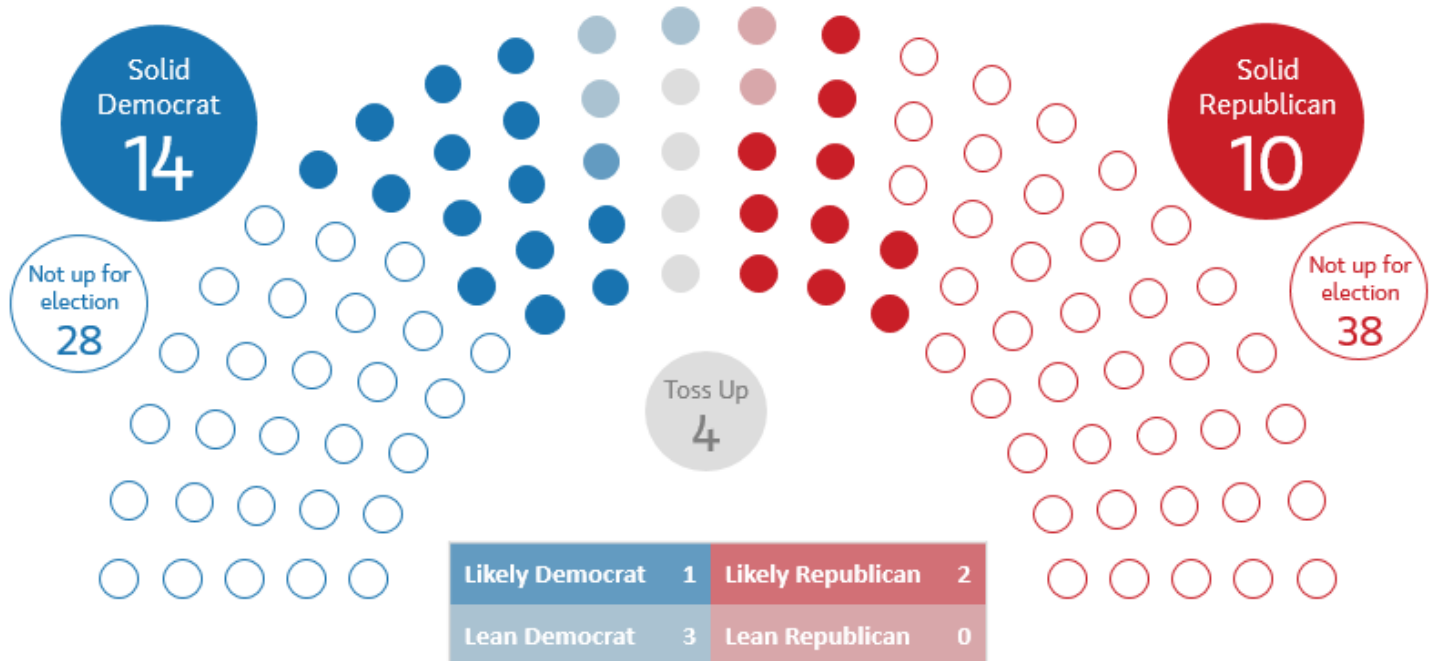 Solid
Democrat
14
Solid
Republican
10
Not up for
election
28
Not up for
election
38
Toss Up
4
Likely Democrat 1 Likely Republican 2
Lean Democrat 3 Lean Republican 0